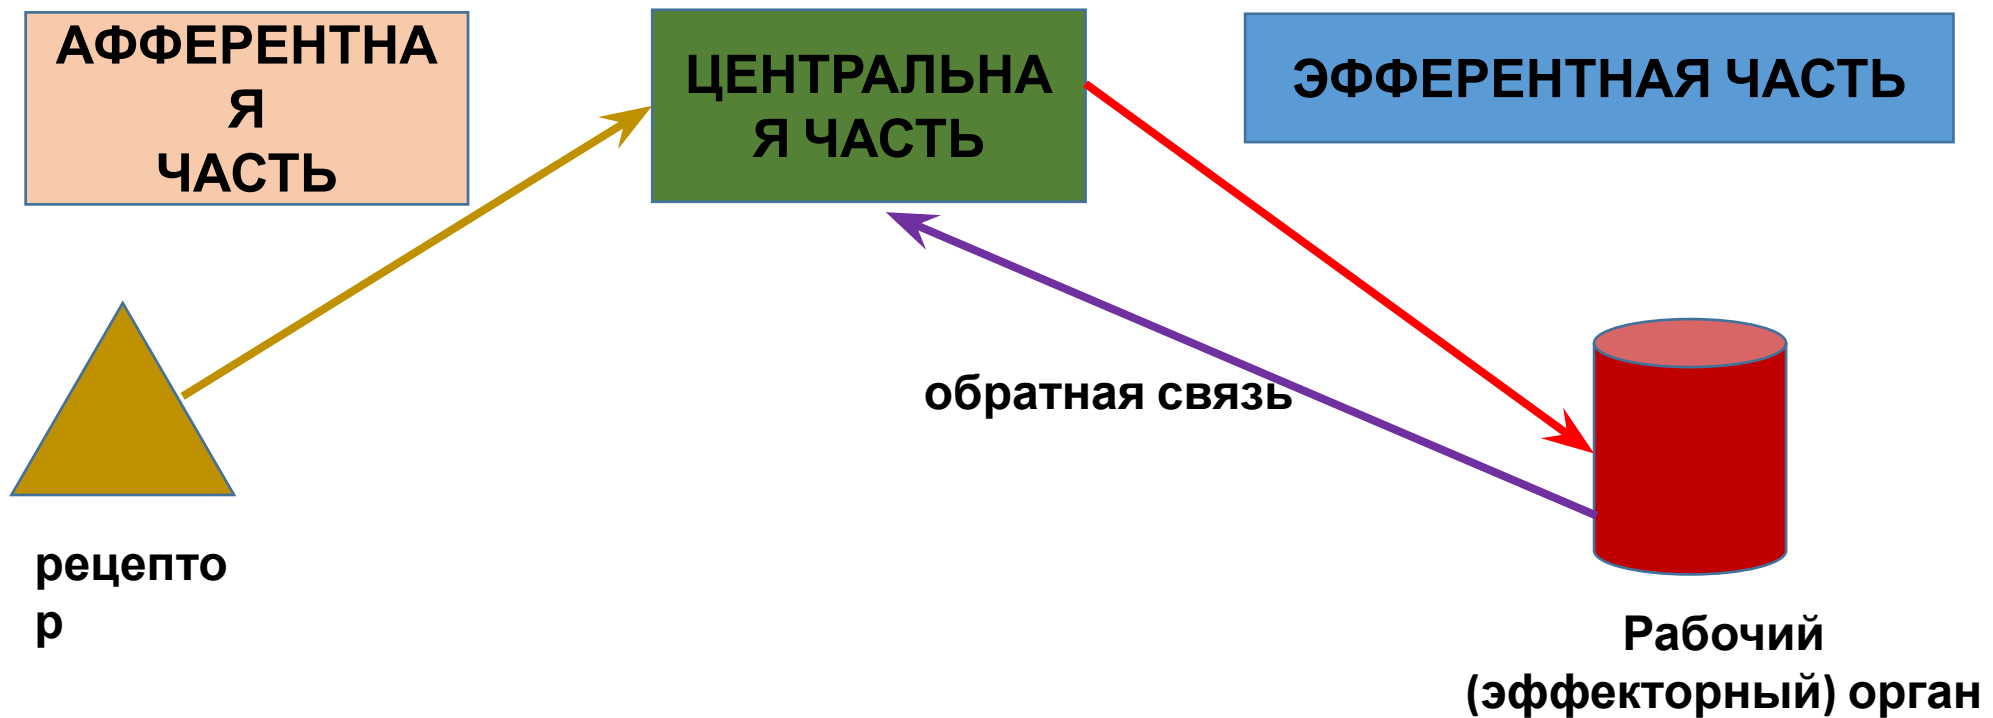 АФФЕРЕНТНА
Я
ЧАСТЬ
ЦЕНТРАЛЬНА
Я ЧАСТЬ
ЭФФЕРЕНТНАЯ ЧАСТЬ
обратная связь
рецепто
р
Рабочий
(эффекторный) орган